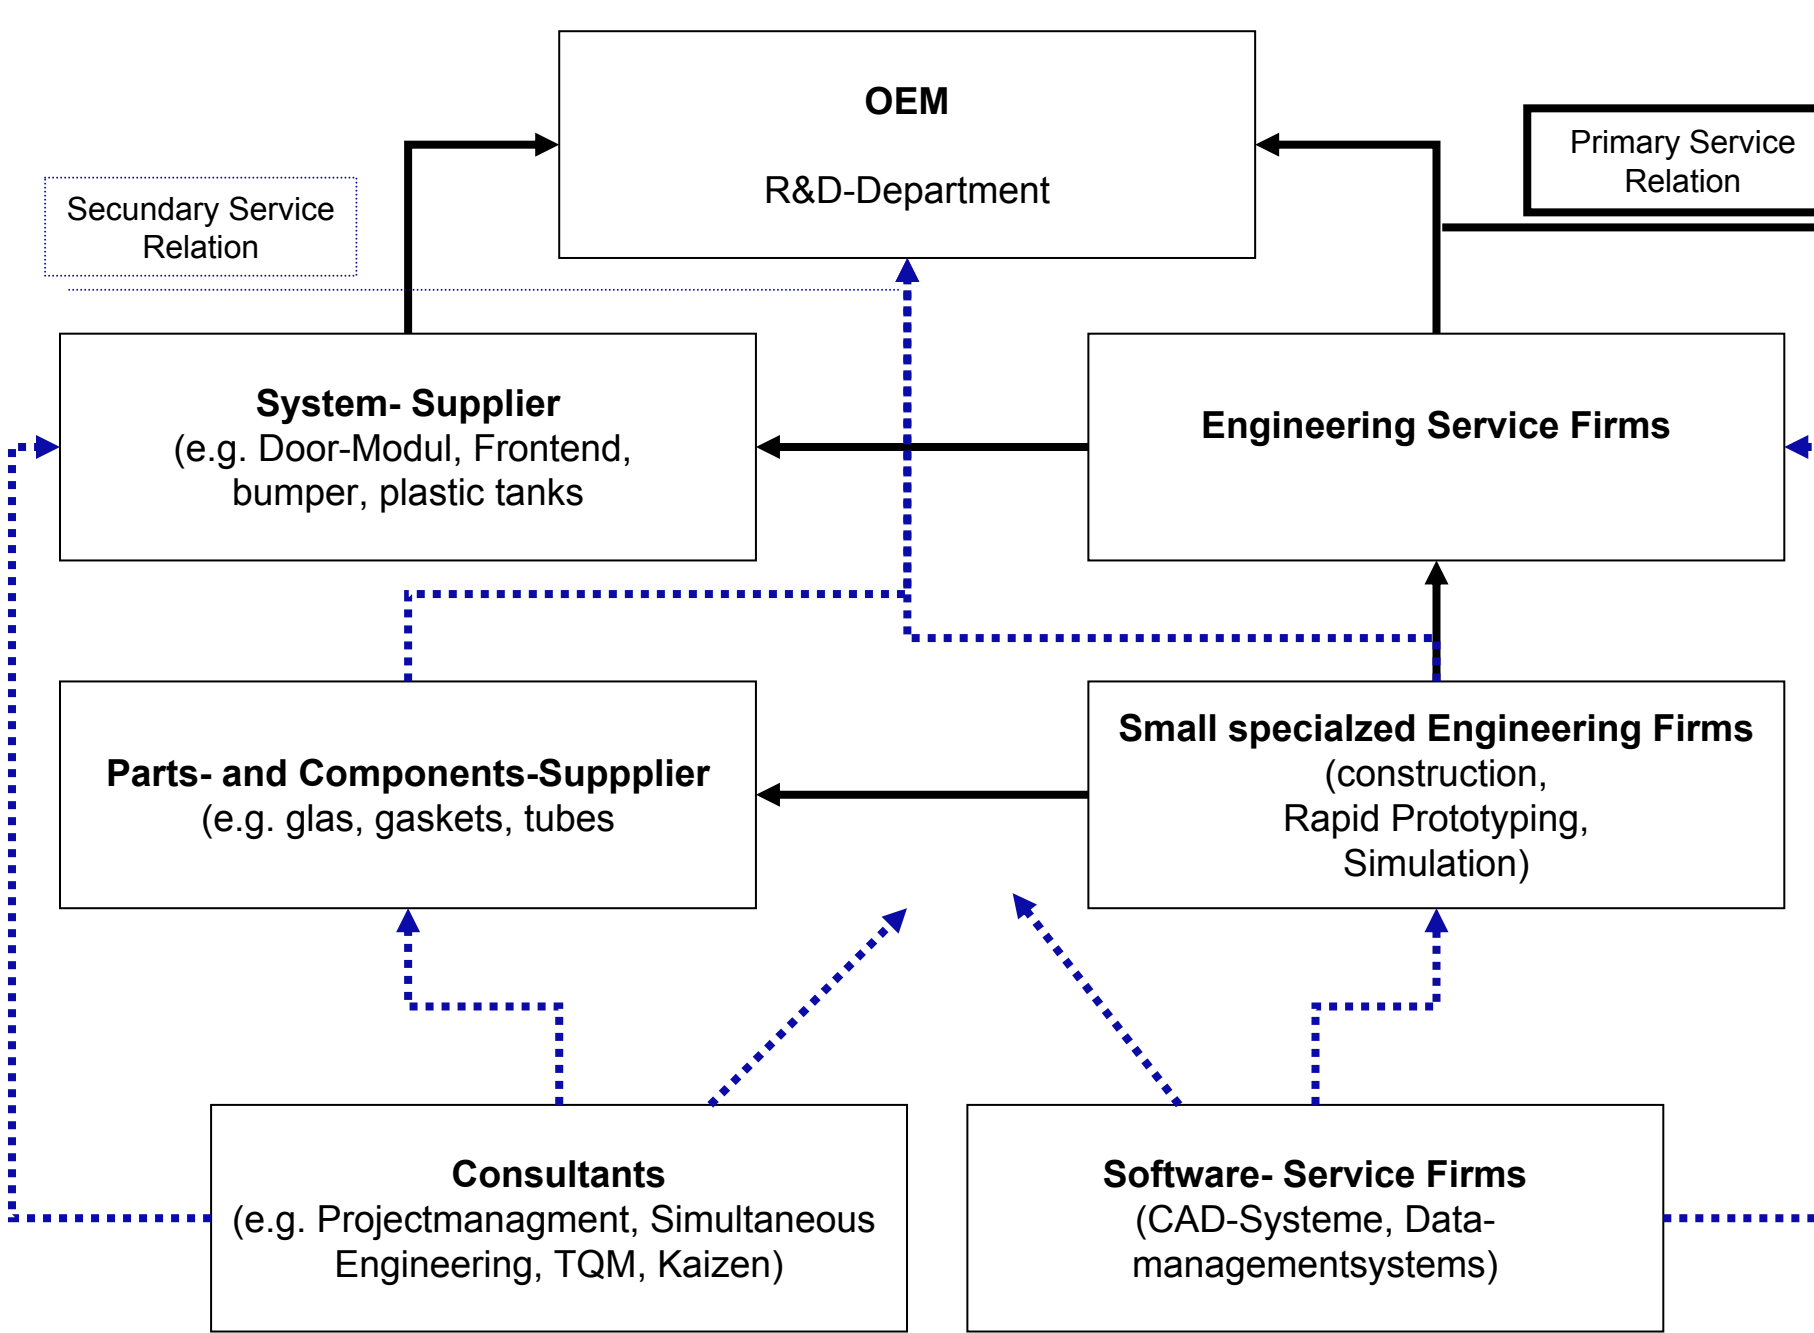 OEM
R&D-Department
Primary Service
Relation
Secundary Service
Relation
System- Supplier
(e.g. Door-Modul, Frontend,
bumper, plastic tanks
Engineering Service Firms
Parts- and Components-Suppplier
(e.g. glas, gaskets, tubes
Small specialzed Engineering Firms
(construction,
Rapid Prototyping,
Simulation)
Consultants
(e.g. Projectmanagment, Simultaneous
Engineering, TQM, Kaizen)
Software- Service Firms
(CAD-Systeme, Data-
managementsystems)